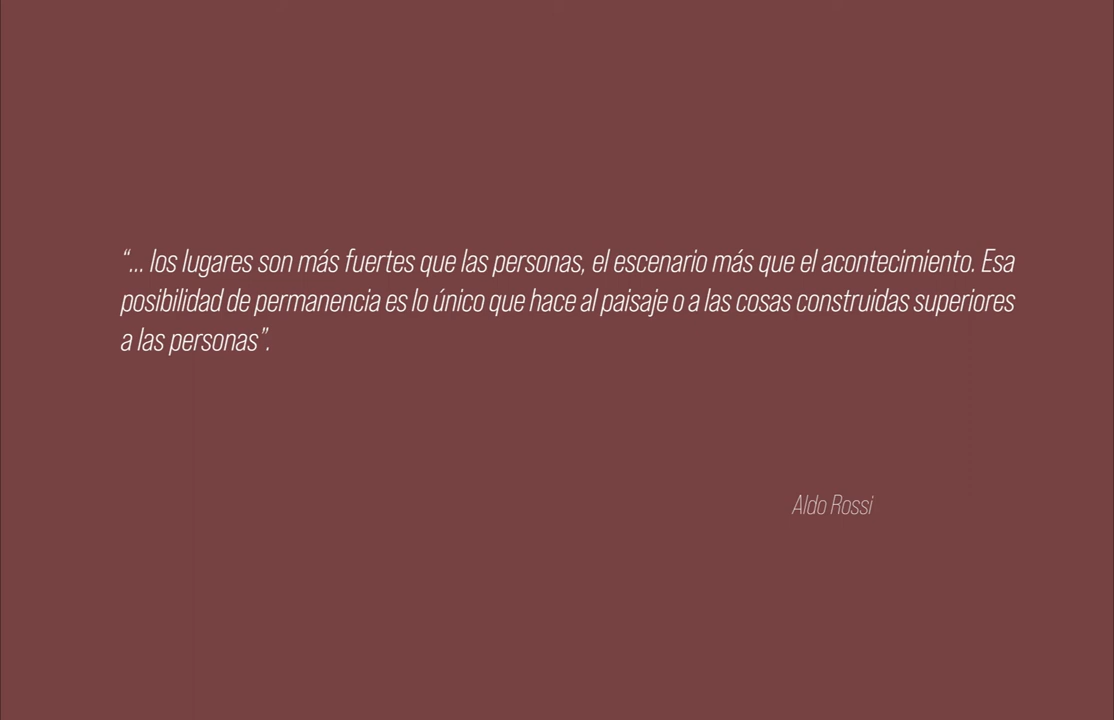 “... los lugares son más fuertes que las personas, el escenario más que el acontecimiento. Esa
posibilidad de permanencia es lo único que hace al paisaje o a las cosas construidas superiores
a las personas”.
Aldo Rossi